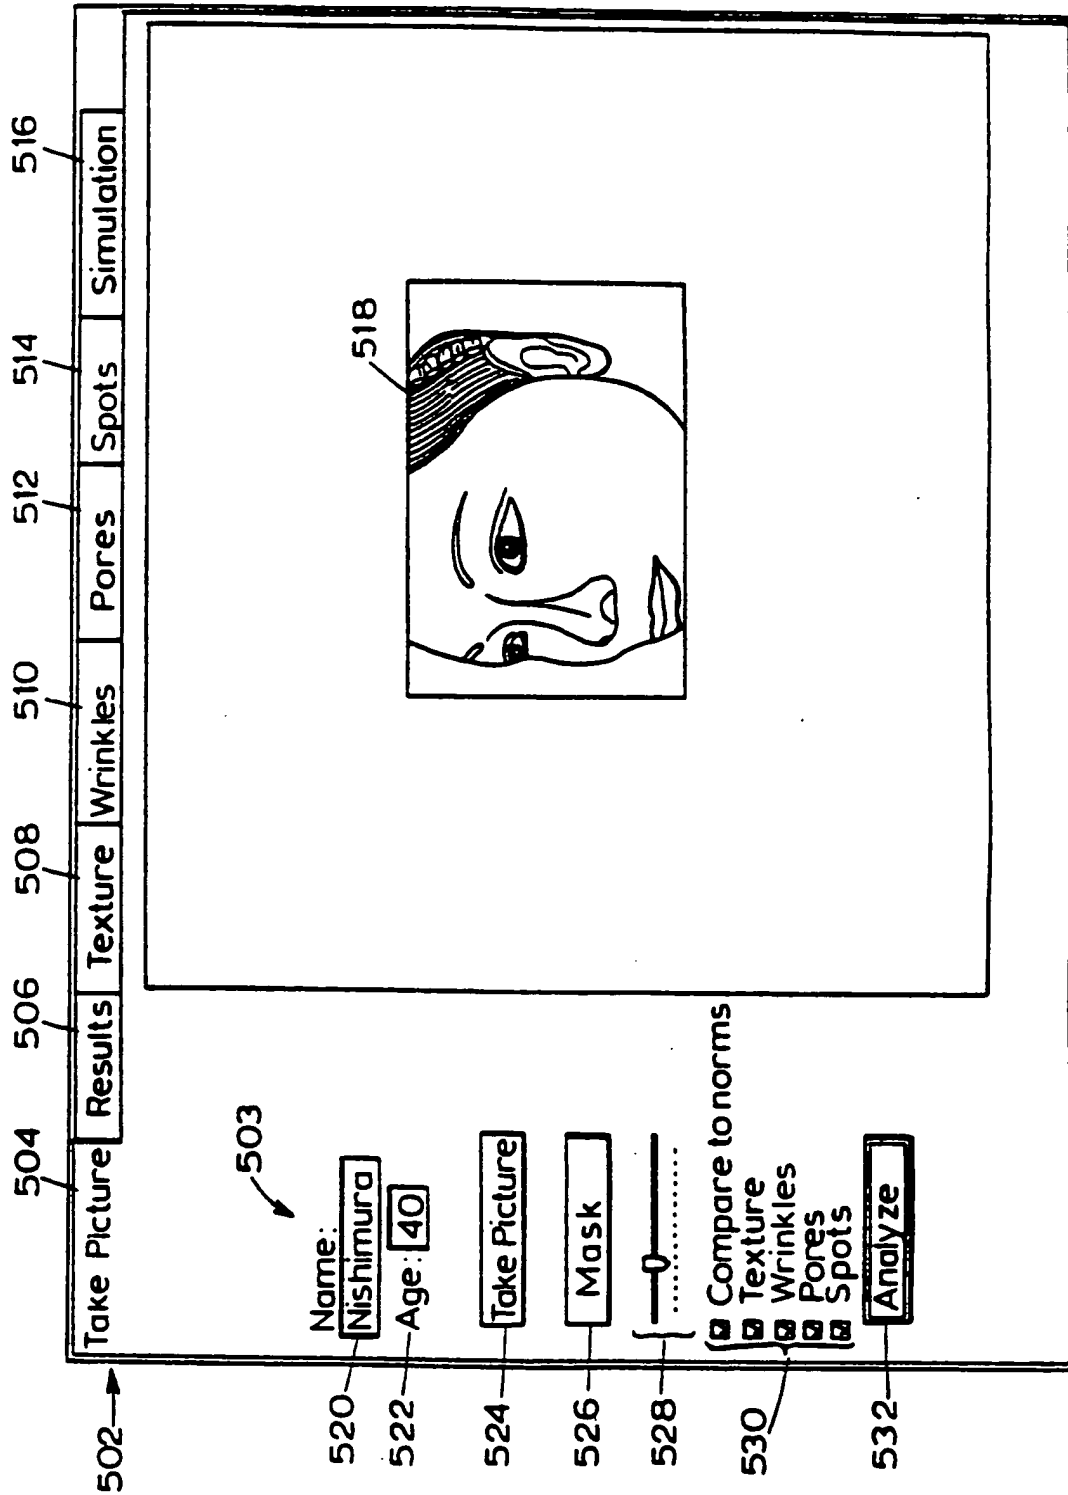 516
514
512
510
508
506
504
Take Picture Results Texture Wrinkles Pores Spots Simulation
502
503
518
Name:
520
Nishimura
522
Age: 40
524
Take Picture
526
Mask
528
530
Compare to norms
Texture
Wrinkles
Pores
Spots
532
Analyze